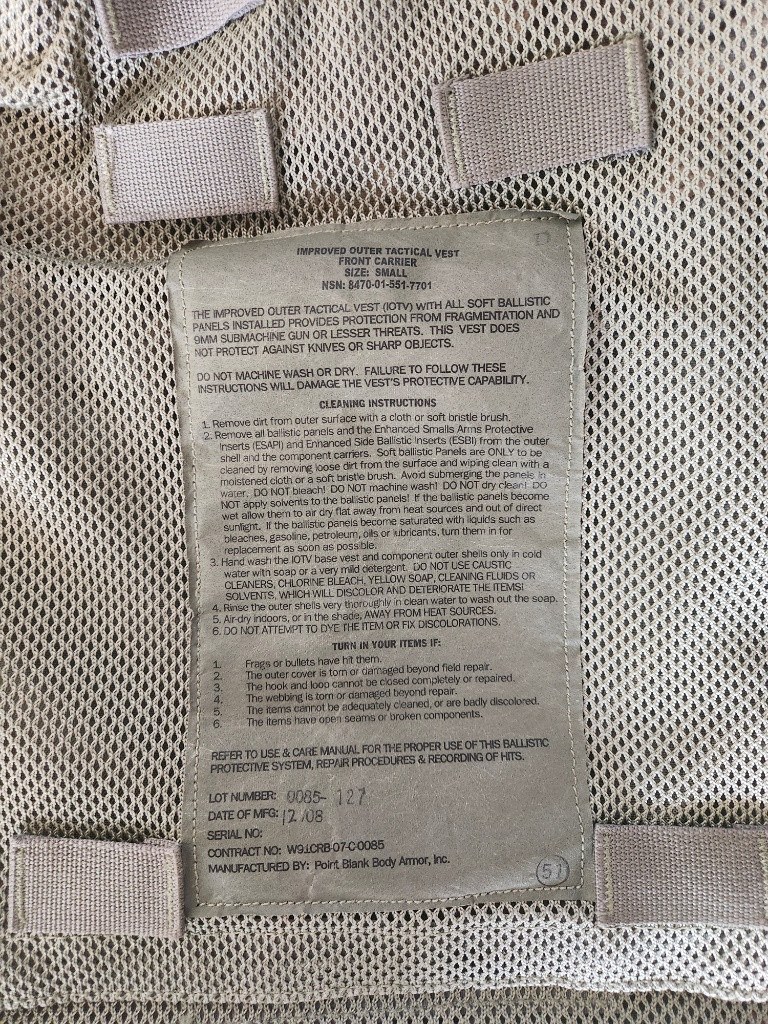 IMPROVED OUTER TACTICAL VEST
FRONT CARRIER
SIZE: SMALL
NSN: 8470-01-551-7701
D
THE IMPROVED OUTER TACTICAL VEST (IOTV) WITH ALL SOFT BALLISTIC
PANELS INSTALLED PROVIDES PROTECTION FROM FRAGMENTATION AND
9MM SUBMACHINE GUN OR LESSER THREATS. THIS VEST DOES
NOT PROTECT AGAINST KNIVES OR SHARP OBJECTS.
DO NOT MACHINE WASH OR DRY. FAILURE TO FOLLOW THESE
INSTRUCTIONS WILL DAMAGE THE VEST'S PROTECTIVE CAPABILITY.
CLEANING INSTRUCTIONS
1. Remove dirt from outer surface with a cloth or soft bristle brush.
2. Remove all ballistic panels and the Enhanced Smalls Arms Protective
Inserts (ESAPI) and Enhanced Side Ballistic Inserts (ESBI) from the outer
shell and the component carriers. Soft ballistic Panels are ONLY to be
cleaned by removing loose dirt from the surface and wiping clean with a
moistened cloth or a soft bristle brush. Avoid submerging the panels in
water. DO NOT bleach! DO NOT machine wash! DO NOT dry clean! DO
NOT apply solvents to the ballistic panels! If the ballistic panels become
wet allow them to air dry flat away from heat sources and out of direct
sunlight. If the ballistic panels become saturated with liquids such as
bleaches, gasoline, petroleum, oils or lubricants, turn them in for
replacement as soon as possible.
3. Hand wash the IOTV base vest and component outer shells only in cold
water with soap or a very mild detergent. DO NOT USE CAUSTIC
CLEANERS, CHLORINE BLEACH, YELLOW SOAP, CLEANING FLUIDS OR
SOLVENTS, WHICH WILL DISCOLOR AND DETERIORATE THE ITEMS!
4. Rinse the outer shells very thoroughly in clean water to wash out the soap.
5. Air-dry indoors, or in the shade, AWAY FROM HEAT SOURCES.
6. DO NOT ATTEMPT TO DYE THE ITEM OR FIX DISCOLORATIONS.
TURN IN YOUR ITEMS IF:
1. Frags or bullets have hit them.
2. The outer cover is torn or damaged beyond field repair.
3. The hook and loop cannot be closed completely or repaired.
4. The webbing is torn or damaged beyond repair.
5. The items cannot be adequately cleaned, or are badly discolored.
6. The items have open seams or broken components.
REFER TO USE & CARE MANUAL FOR THE PROPER USE OF THIS BALLISTIC
PROTECTIVE SYSTEM, REPAIR PROCEDURES & RECORDING OF HITS.
LOT NUMBER: 0085- 127
DATE OF MFG: 12/08
SERIAL NO:
CONTRACT NO: W91CRB-07-C-0085
MANUFACTURED BY: Point Blank Body Armor, Inc.
51